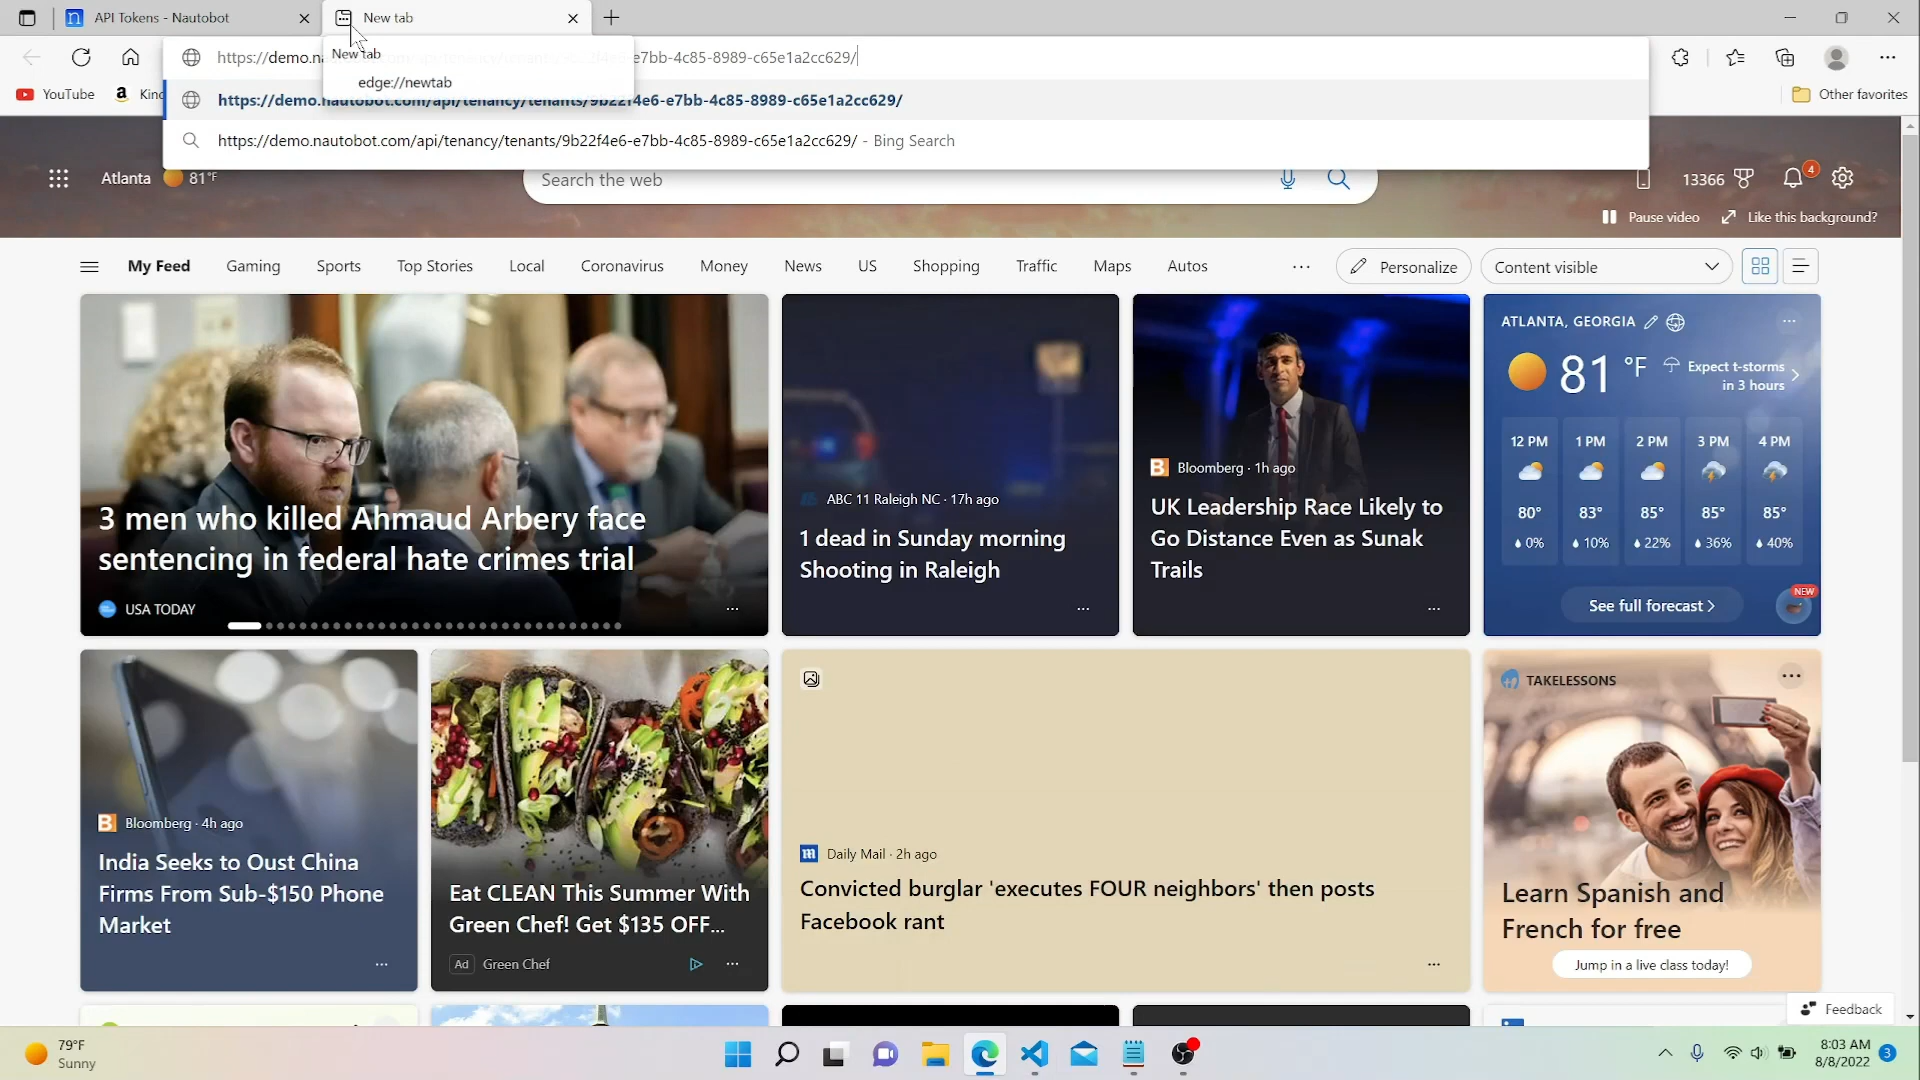 API Tokens - Nautobot
New tab
https://demo.na
e7bb-4c85-8989-c65e1a2cc629/
New tab
edge://newtab
YouTube
Kind
https://demo.nautobot.com/api/tenancy/tenants/9b22f4e6-e7bb-4c85-8989-c65e1a2cc629/
Other favorites
https://demo.nautobot.com/api/tenancy/tenants/9b22f4e6-e7bb-4c85-8989-c65e1a2cc629/ - Bing Search
Atlanta 81°F
Search the web
13366
4
Pause video
Like this background?
My Feed Gaming Sports Top Stories Local Coronavirus Money News US Shopping Traffic Maps Autos ... Personalize Content visible
3 men who killed Ahmaud Arbery face
sentencing in federal hate crimes trial
USA TODAY
ABC 11 Raleigh NC · 17h ago
1 dead in Sunday morning
Shooting in Raleigh
B Bloomberg · 1h ago
UK Leadership Race Likely to
Go Distance Even as Sunak
Trails
ATLANTA, GEORGIA
81 °F
Expect t-storms
in 3 hours
12 PM 1 PM 2 PM 3 PM 4 PM
80° 83° 85° 85° 85°
0% 10% 22% 36% 40%
See full forecast
NEW
B Bloomberg · 4h ago
India Seeks to Oust China
Firms From Sub-$150 Phone
Market
Eat CLEAN This Summer With
Green Chef! Get $135 OFF...
Ad Green Chef
m Daily Mail · 2h ago
Convicted burglar 'executes FOUR neighbors' then posts
Facebook rant
TAKELESSONS
Learn Spanish and
French for free
Jump in a live class today!
Feedback
79°F
Sunny
8:03 AM
8/8/2022
3